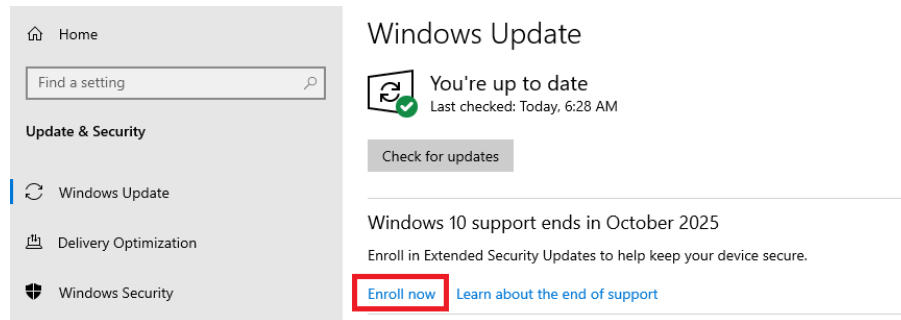 Home
Find a setting
Update & Security
Windows Update
Delivery Optimization
Windows Security
Windows Update
You're up to date
Last checked: Today, 6:28 AM
Check for updates
Windows 10 support ends in October 2025
Enroll in Extended Security Updates to help keep your device secure.
Enroll now Learn about the end of support